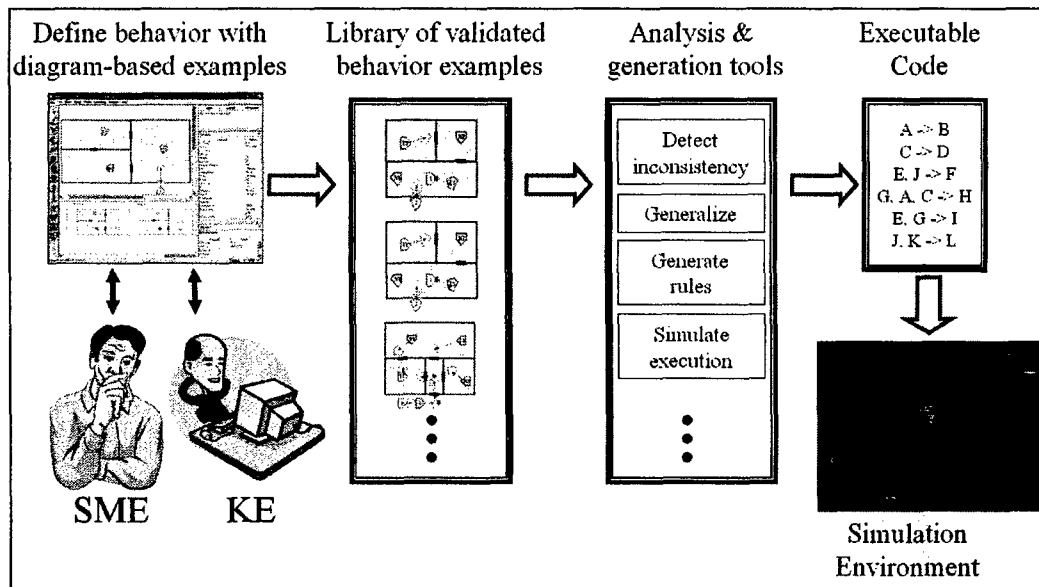 Define behavior with
diagram-based examples
Library of validated
behavior examples
Analysis &
generation tools
Executable
Code
Detect
inconsistency
Generalize
Generate
rules
Simulate
execution
A -> B
C -> D
E, J -> F
G, A, C -> H
E, G -> I
J, K -> L
SME
KE
Simulation
Environment